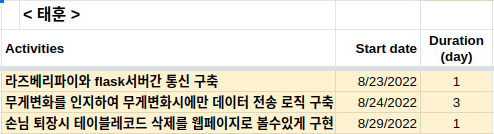 < 태훈 >
Activities Start date Duration (day)
라즈베리파이와 flask서버간 통신 구축 8/23/2022 1
무게변화를 인지하여 무게변화시에만 데이터 전송 로직 구축 8/24/2022 3
손님 퇴장시 테이블레코드 삭제를 웹페이지로 볼수있게 구현 8/29/2022 1